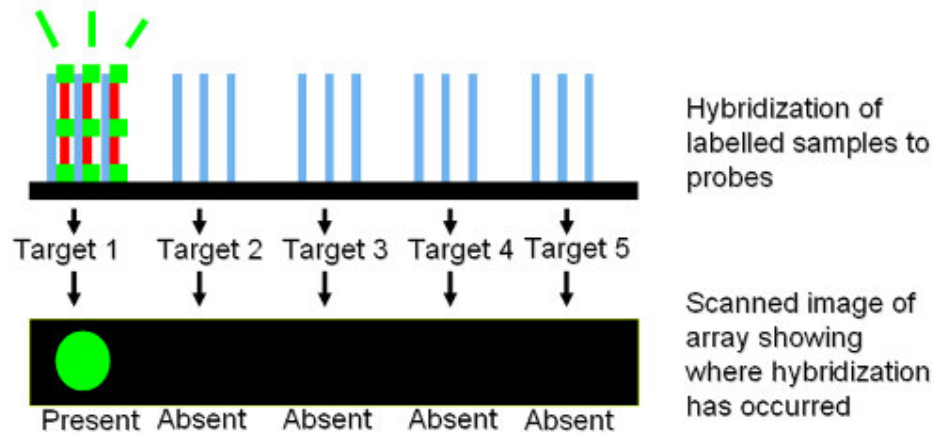 Hybridization of
labelled samples to
probes
Target 1 Target 2 Target 3 Target 4 Target 5
Scanned image of
array showing
where hybridization
has occurred
Present Absent Absent Absent Absent